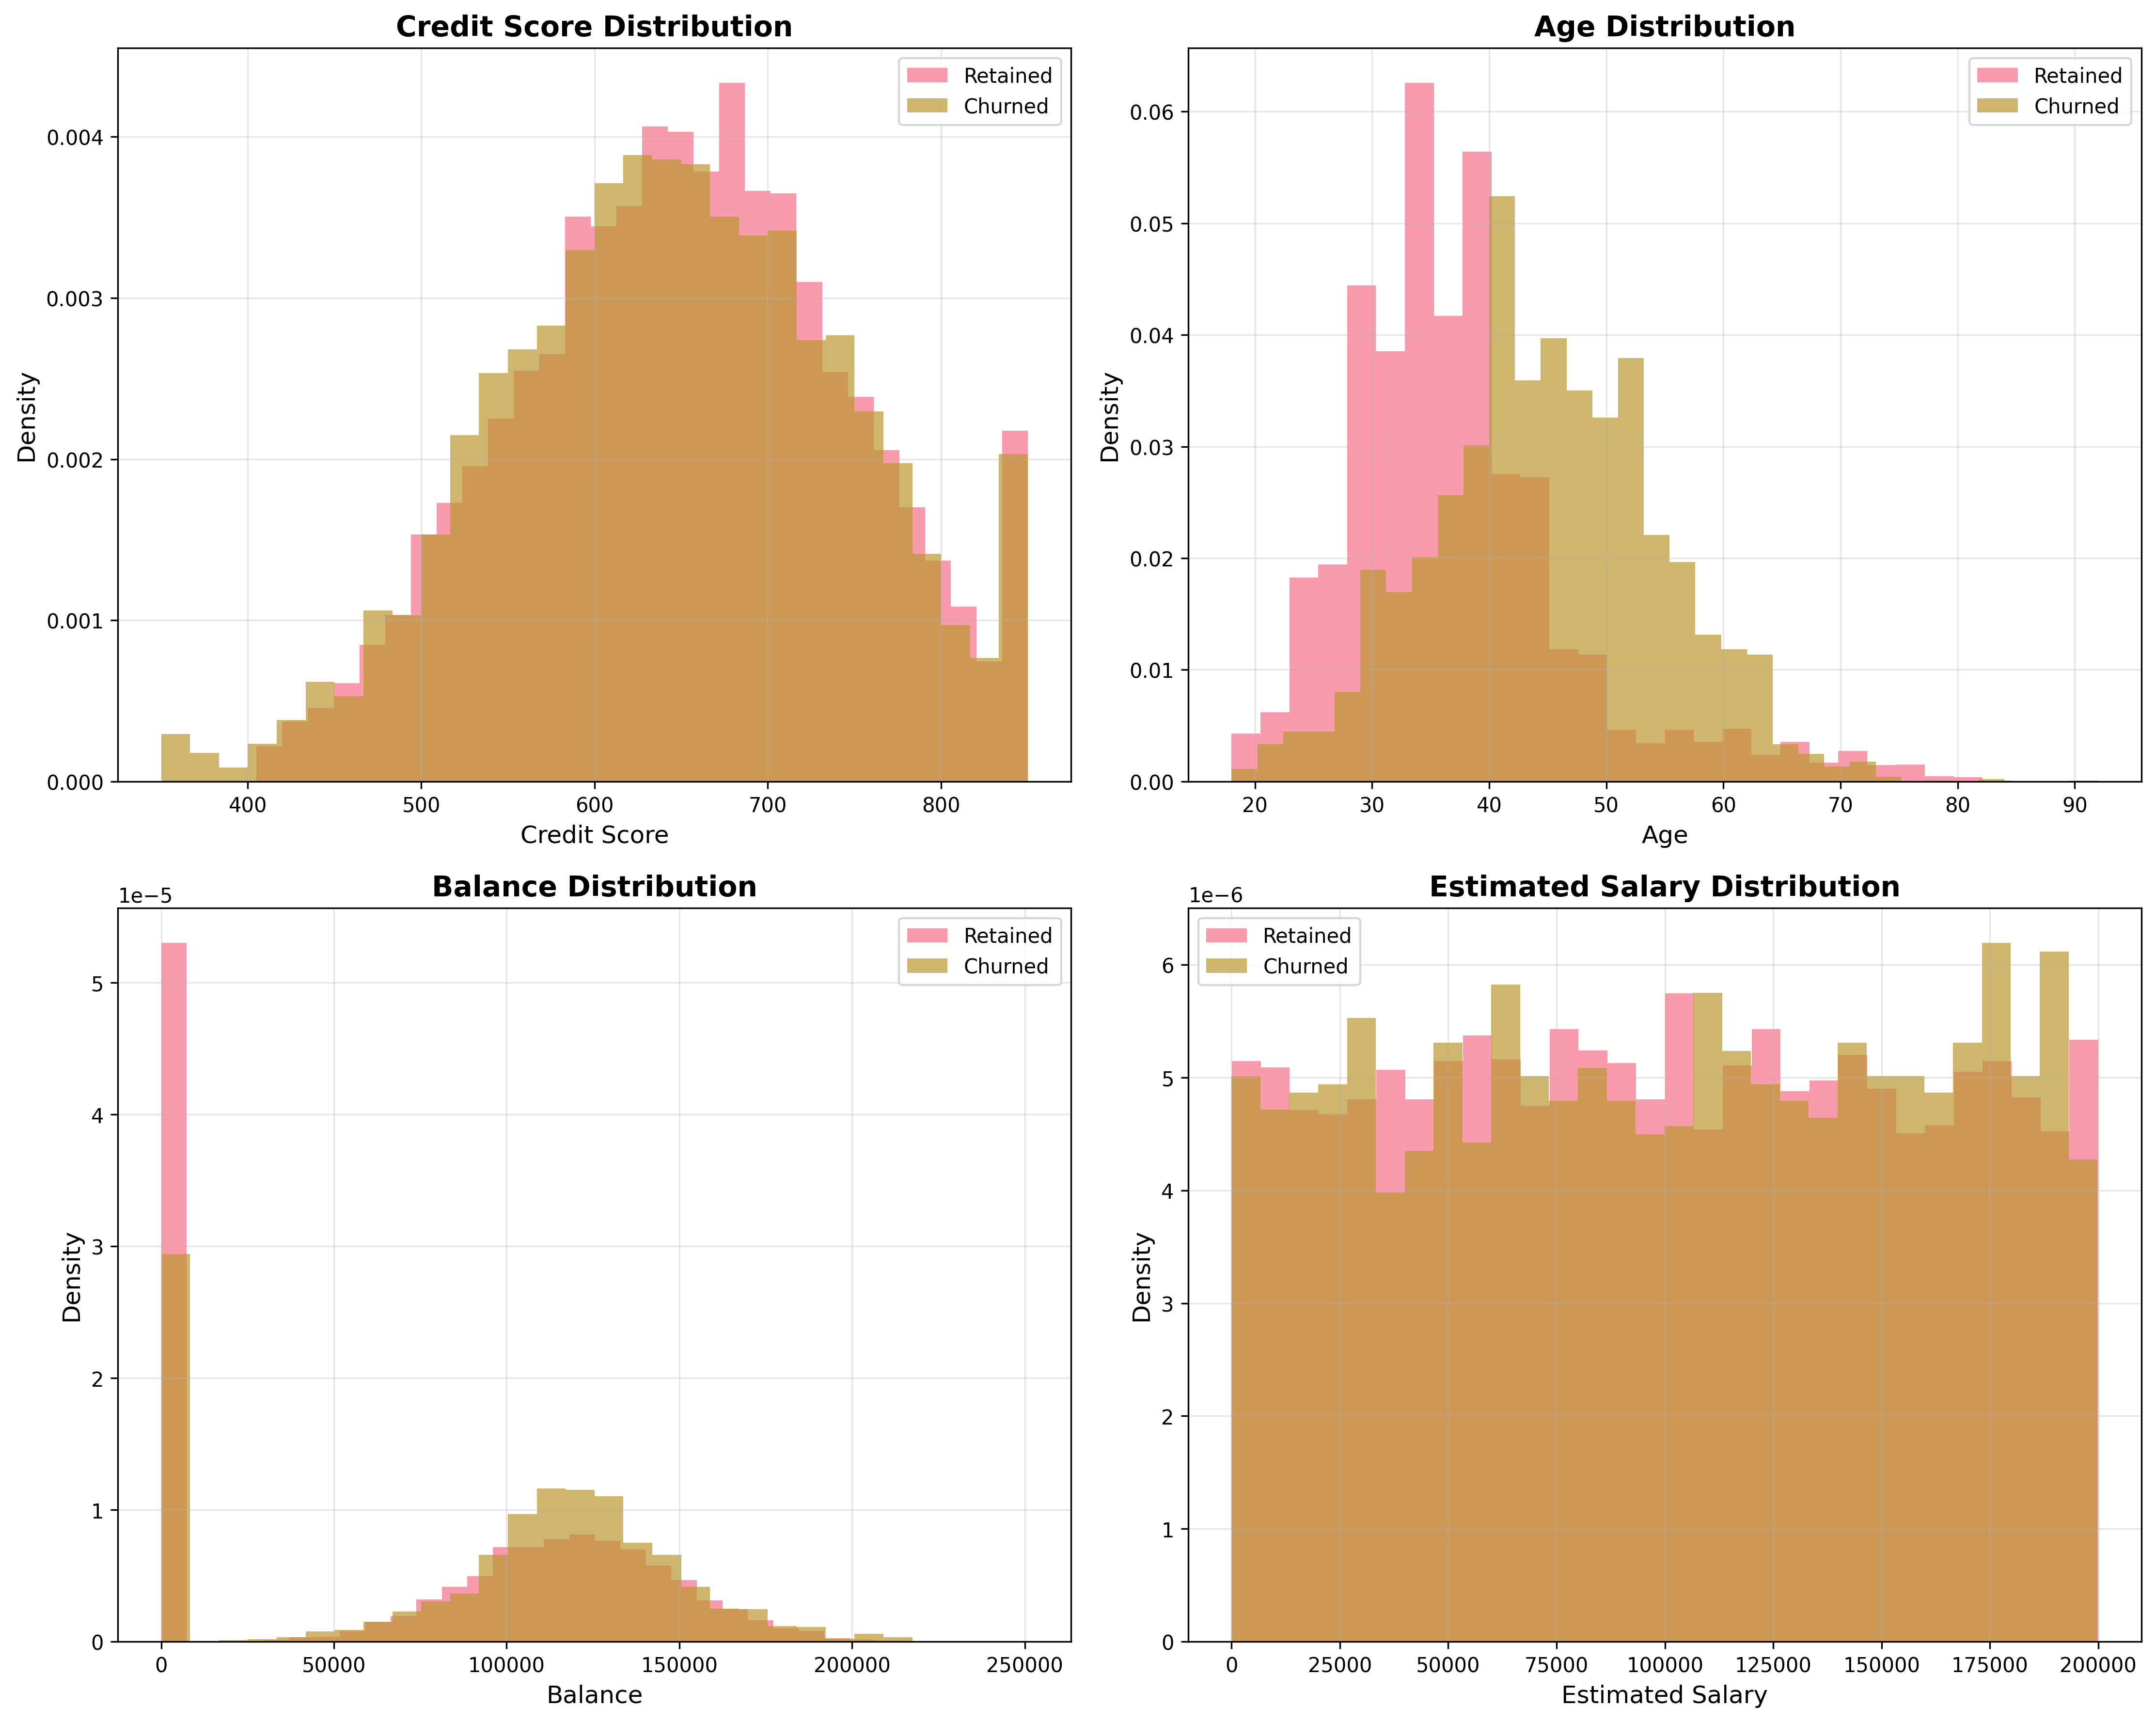 Credit Score Distribution
Retained
Churned
0.004
0.003
0.002
0.001
0.000
Density
400 500 600 700 800
Credit Score
Age Distribution
Retained
Churned
0.06
0.05
0.04
0.03
0.02
0.01
0.00
Density
20 30 40 50 60 70 80 90
Age
Balance Distribution
1e−5
Retained
Churned
5
4
3
2
1
0
Density
0 50000 100000 150000 200000 250000
Balance
Estimated Salary Distribution
1e−6
Retained
Churned
6
5
4
3
2
1
0
Density
0 25000 50000 75000 100000 125000 150000 175000 200000
Estimated Salary